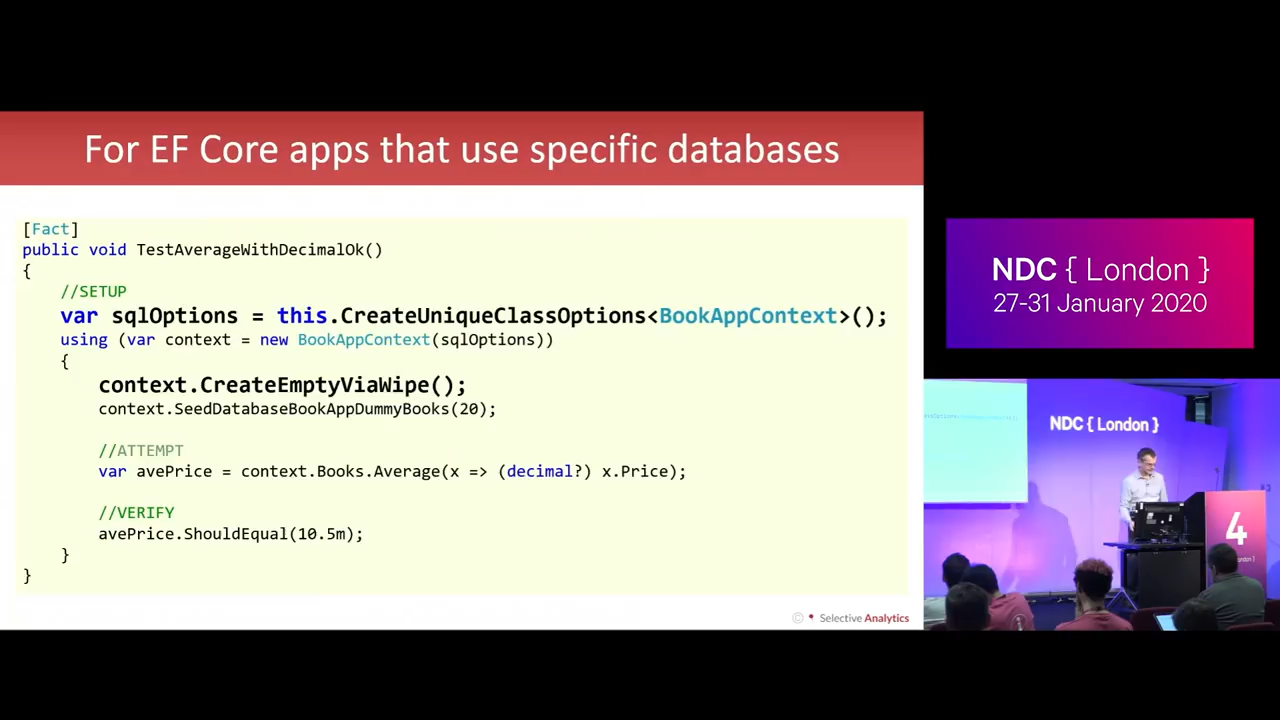 For EF Core apps that use specific databases
[Fact]
public void TestAverageWithDecimalOk()
{
//SETUP
var sqlOptions = this.CreateUniqueClassOptions<BookAppContext>();
using (var context = new BookAppContext(sqlOptions))
{
context.CreateEmptyViaWipe();
context.SeedDatabaseBookAppDummyBooks(20);
//ATTEMPT
var avePrice = context.Books.Average(x => (decimal?) x.Price);
//VERIFY
avePrice.ShouldEqual(10.5m);
}
}
© Selective Analytics
NDC { London }
27-31 January 2020
NDC { London }
4